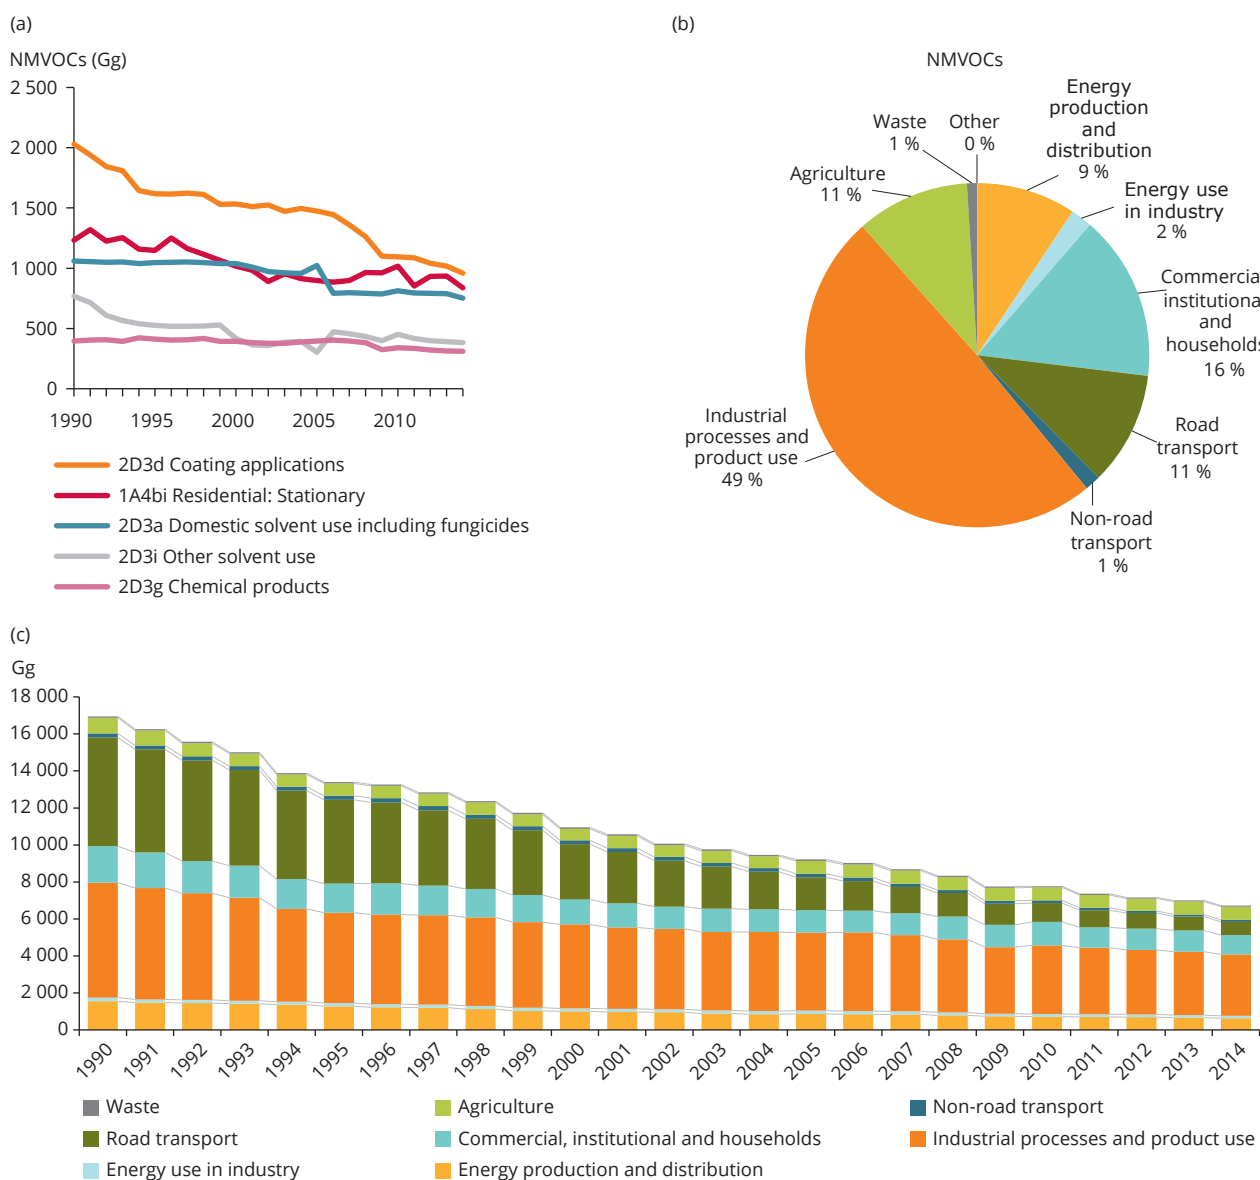 (a)
NMVOCs (Gg)
2 500
2 000
1 500
1 000
500
0
1990
1995
2000
2005
2010
2D3d Coating applications
1A4bi Residential: Stationary
2D3a Domestic solvent use including fungicides
2D3i Other solvent use
2D3g Chemical products
(b)
NMVOCs
Energy
production
and
distribution
9 %
Waste
1 %
Other
0 %
Agriculture
11 %
Energy use
in industry
2 %
Commercia
institutiona
and
households
16 %
Road
transport
11 %
Industrial
processes and
product use
49 %
Non-road
transport
1 %
(c)
Gg
18 000
16 000
14 000
12 000
10 000
8 000
6 000
4 000
2 000
0
1990
1991
1992
1993
1994
1995
1996
1997
1998
1999
2000
2001
2002
2003
2004
2005
2006
2007
2008
2009
2010
2011
2012
2013
2014
Waste
Agriculture
Non-road transport
Road transport
Commercial, institutional and households
Industrial processes and product use
Energy use in industry
Energy production and distribution